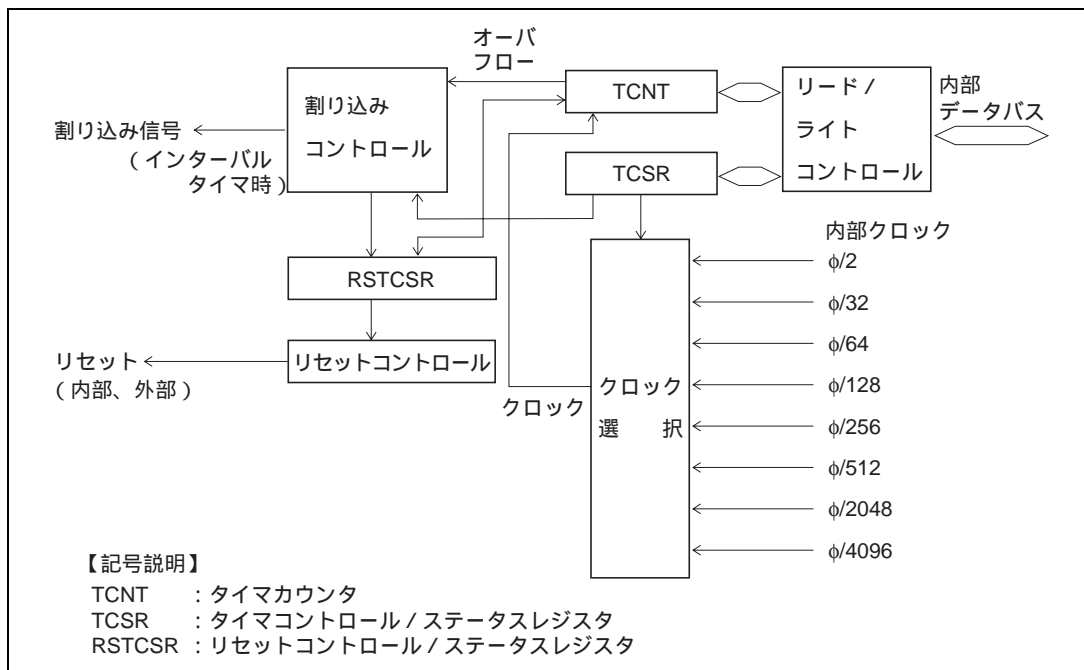 オーバ
フロー
割り込み
コントロール
TCNT
リード /
ライト
コントロール
内部
データバス
割り込み信号
( インターバル
タイマ時 )
TCSR
内部クロック
RSTCSR
φ/2
φ/32
リセット
( 内部、外部 )
リセットコントロール
φ/64
クロック
クロック
選 択
φ/128
φ/256
φ/512
φ/2048
φ/4096
【記号説明】
TCNT : タイマカウンタ
TCSR : タイマコントロール / ステータスレジスタ
RSTCSR : リセットコントロール / ステータスレジスタ